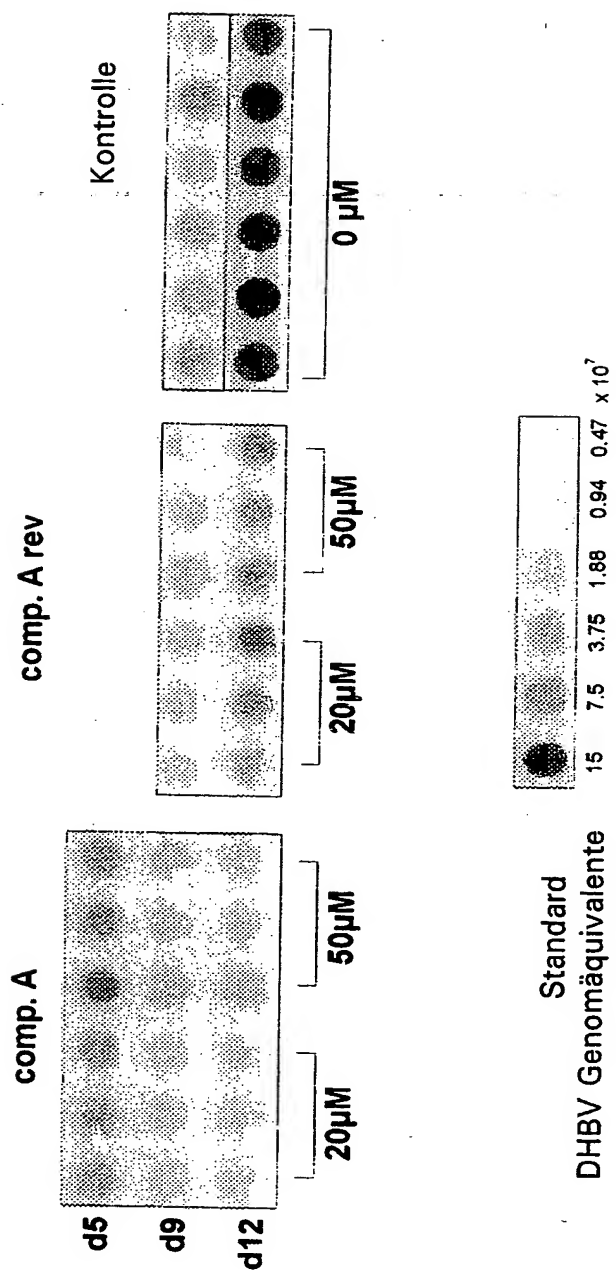 comp. A
comp. A rev
Kontrolle
d5
d9
d12
20µM
50µM
20µM
50µM
0 µM
Standard
DHBV Genomäquivalente
15 7.5 3.75 1.88 0.94 0.47 x 10⁷